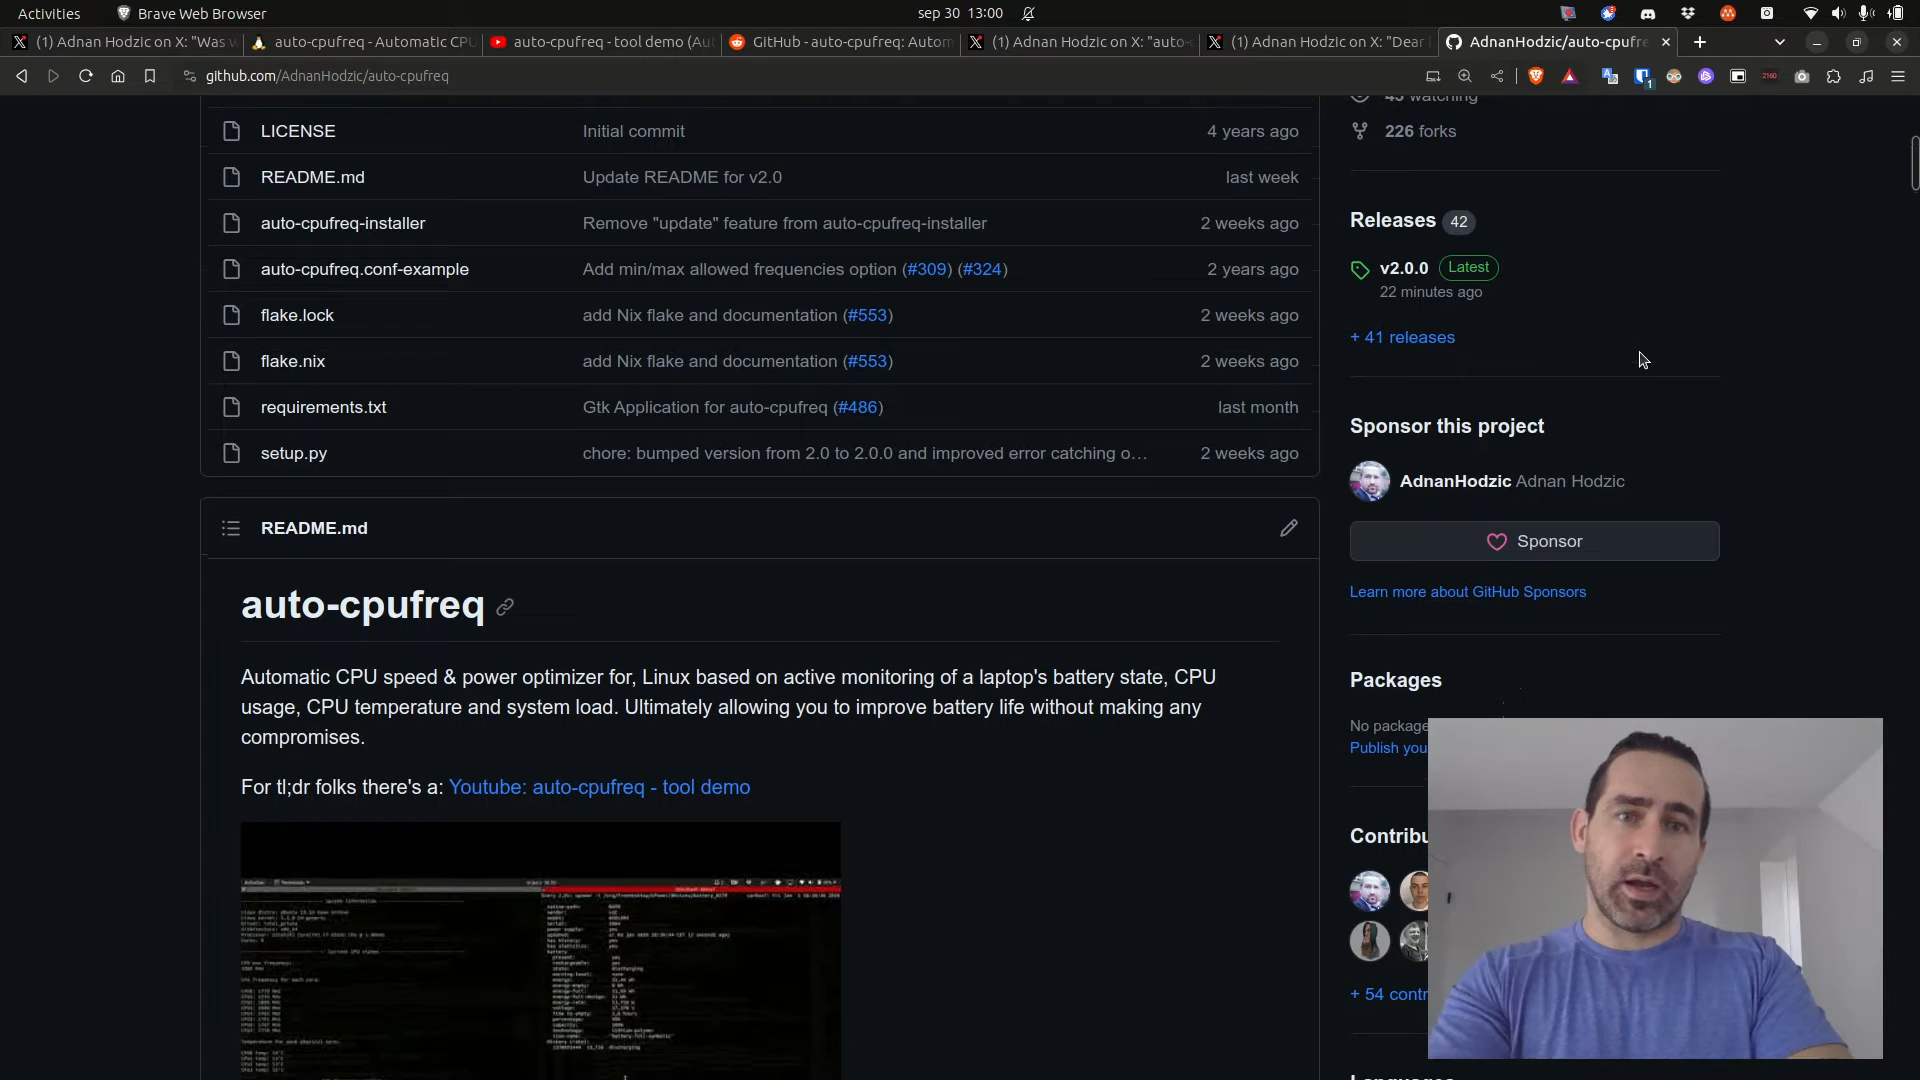 Activities
Brave Web Browser
sep 30 13:00
(1) Adnan Hodzic on X: "Was w
auto-cpufreq - Automatic CPU
auto-cpufreq - tool demo (Aut
GitHub - auto-cpufreq: Autom
(1) Adnan Hodzic on X: "auto-c
(1) Adnan Hodzic on X: "Dear
AdnanHodzic/auto-cpufre
github.com/AdnanHodzic/auto-cpufreq
1
2160
LICENSE
Initial commit
4 years ago
README.md
Update README for v2.0
last week
auto-cpufreq-installer
Remove "update" feature from auto-cpufreq-installer
2 weeks ago
auto-cpufreq.conf-example
Add min/max allowed frequencies option (#309) (#324)
2 years ago
flake.lock
add Nix flake and documentation (#553)
2 weeks ago
flake.nix
add Nix flake and documentation (#553)
2 weeks ago
requirements.txt
Gtk Application for auto-cpufreq (#486)
last month
setup.py
chore: bumped version from 2.0 to 2.0.0 and improved error catching o…
2 weeks ago
README.md
auto-cpufreq
Automatic CPU speed & power optimizer for, Linux based on active monitoring of a laptop's battery state, CPU
usage, CPU temperature and system load. Ultimately allowing you to improve battery life without making any
compromises.
For tl;dr folks there's a: Youtube: auto-cpufreq - tool demo
watching
226 forks
Releases 42
v2.0.0 Latest
22 minutes ago
+ 41 releases
Sponsor this project
AdnanHodzic Adnan Hodzic
Sponsor
Learn more about GitHub Sponsors
Packages
No package
Publish you
Contribu
+ 54 contr